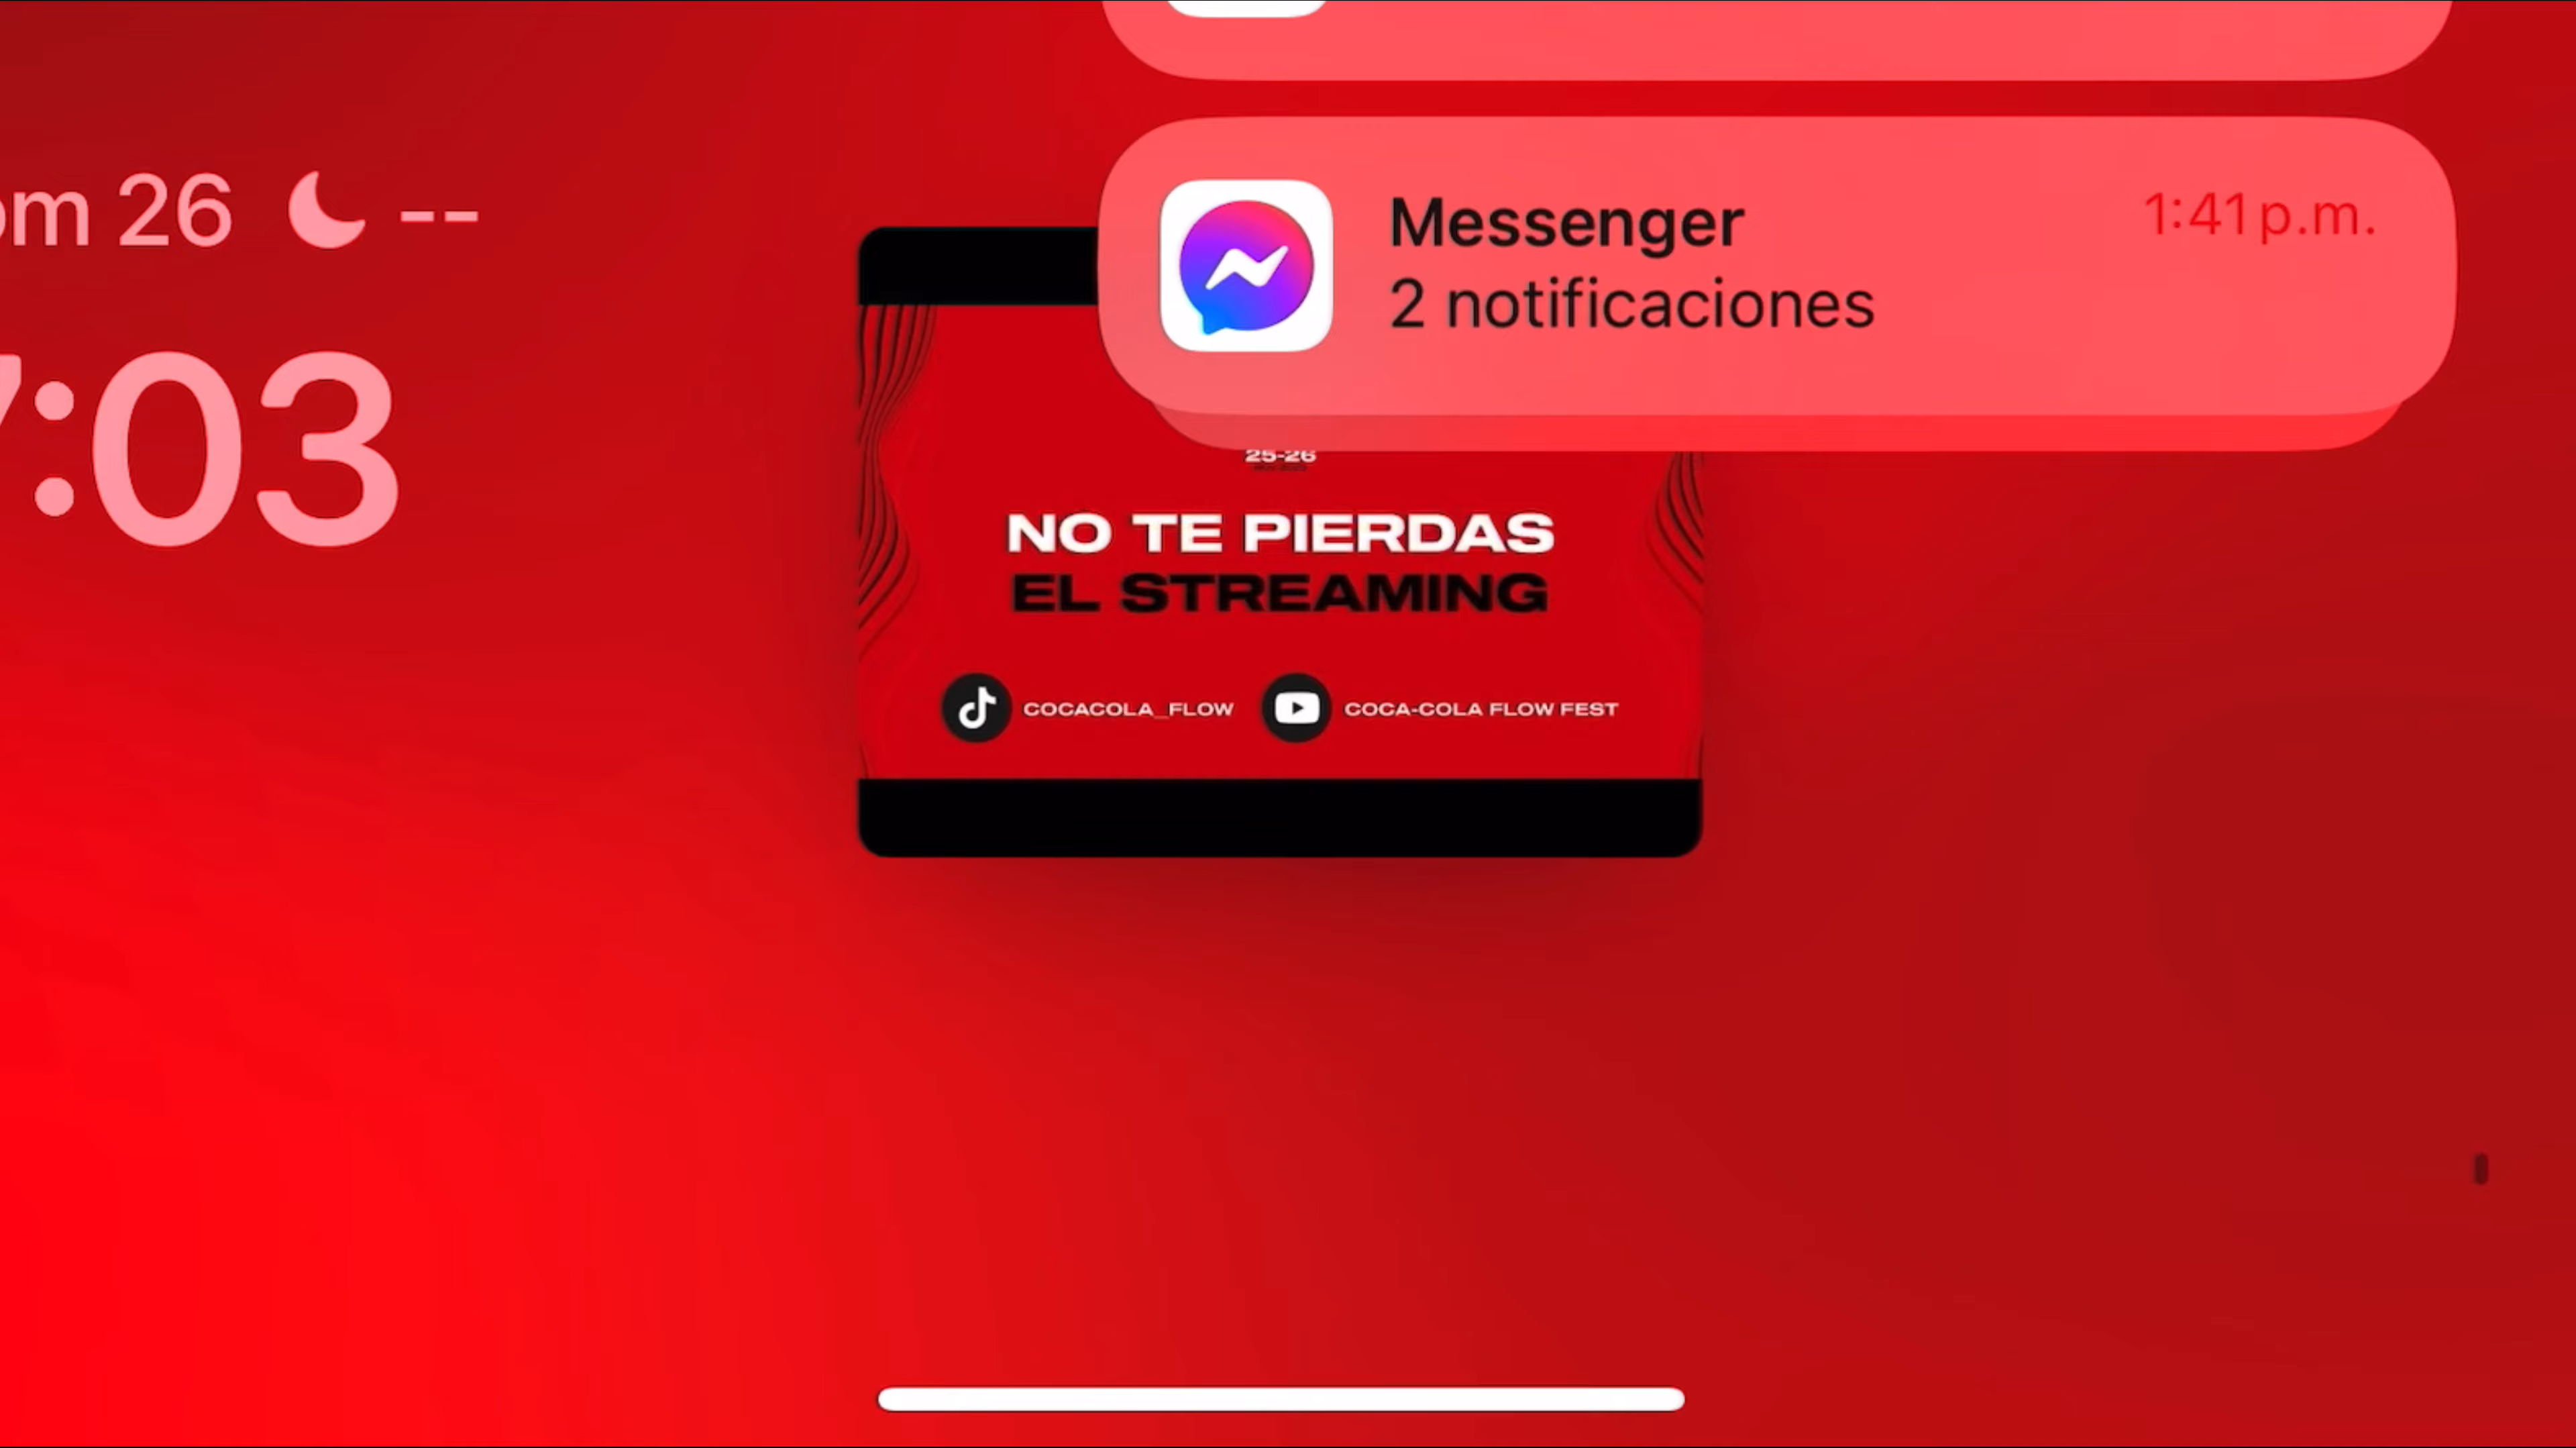 om 26 --
7:03
Messenger
1:41 p.m.
2 notificaciones
25-26
NO TE PIERDAS
EL STREAMING
COCACOLA_FLOW
COCA-COLA FLOW FEST